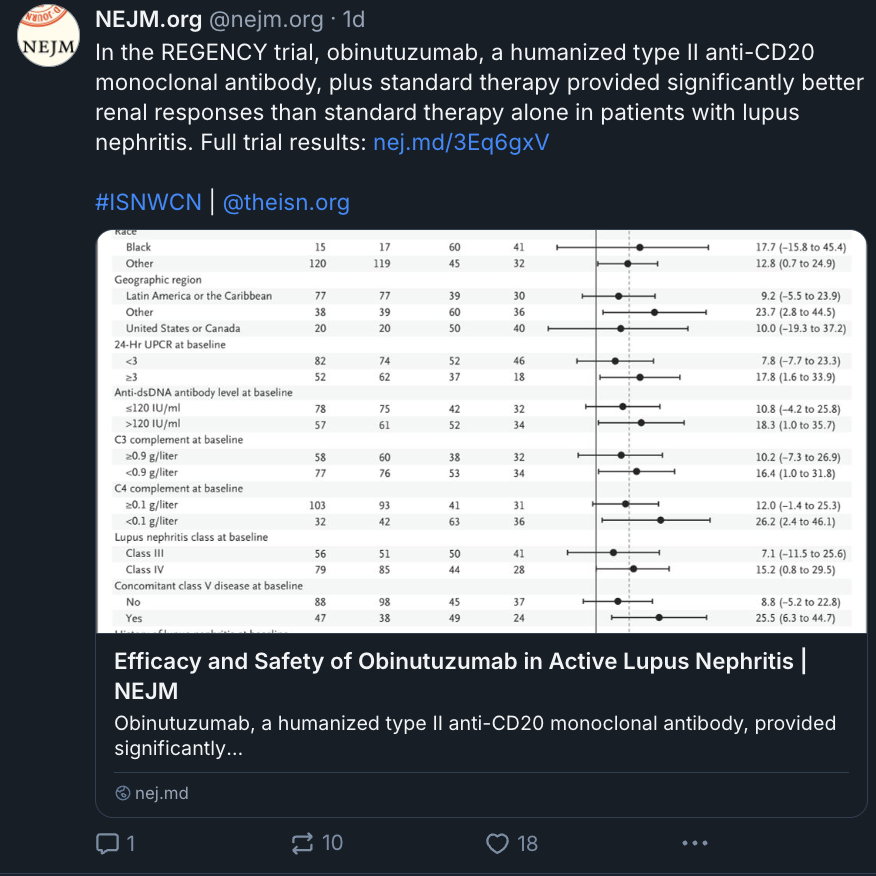 NEJM.org @nejm.org · 1d
In the REGENCY trial, obinutuzumab, a humanized type II anti-CD20
monoclonal antibody, plus standard therapy provided significantly better
renal responses than standard therapy alone in patients with lupus
nephritis. Full trial results: nej.md/3Eq6gxV
#ISNWCN | @theisn.org
NEJM
Race
Black 15 17 60 41 17.7 (−15.8 to 45.4)
Other 120 119 45 32 12.8 (0.7 to 24.9)
Geographic region
Latin America or the Caribbean 77 77 39 30 9.2 (−5.5 to 23.9)
Other 38 39 60 36 23.7 (2.8 to 44.5)
United States or Canada 20 20 50 40 10.0 (−19.3 to 37.2)
24-Hr UPCR at baseline
<3 82 74 52 46 7.8 (−7.7 to 23.3)
≥3 52 62 37 18 17.8 (1.6 to 33.9)
Anti-dsDNA antibody level at baseline
≤120 IU/ml 78 75 42 32 10.8 (−4.2 to 25.8)
>120 IU/ml 57 61 52 34 18.3 (1.0 to 35.7)
C3 complement at baseline
≥0.9 g/liter 58 60 38 32 10.2 (−7.3 to 26.9)
<0.9 g/liter 77 76 53 34 16.4 (1.0 to 31.8)
C4 complement at baseline
≥0.1 g/liter 103 93 41 31 12.0 (−1.4 to 25.3)
<0.1 g/liter 32 42 63 36 26.2 (2.4 to 46.1)
Lupus nephritis class at baseline
Class III 56 51 50 41 7.1 (−11.5 to 25.6)
Class IV 79 85 44 28 15.2 (0.8 to 29.5)
Concomitant class V disease at baseline
No 88 98 45 37 8.8 (−5.2 to 22.8)
Yes 47 38 49 24 25.5 (6.3 to 44.7)
Efficacy and Safety of Obinutuzumab in Active Lupus Nephritis |
NEJM
Obinutuzumab, a humanized type II anti-CD20 monoclonal antibody, provided
significantly...
nej.md
1 10 18